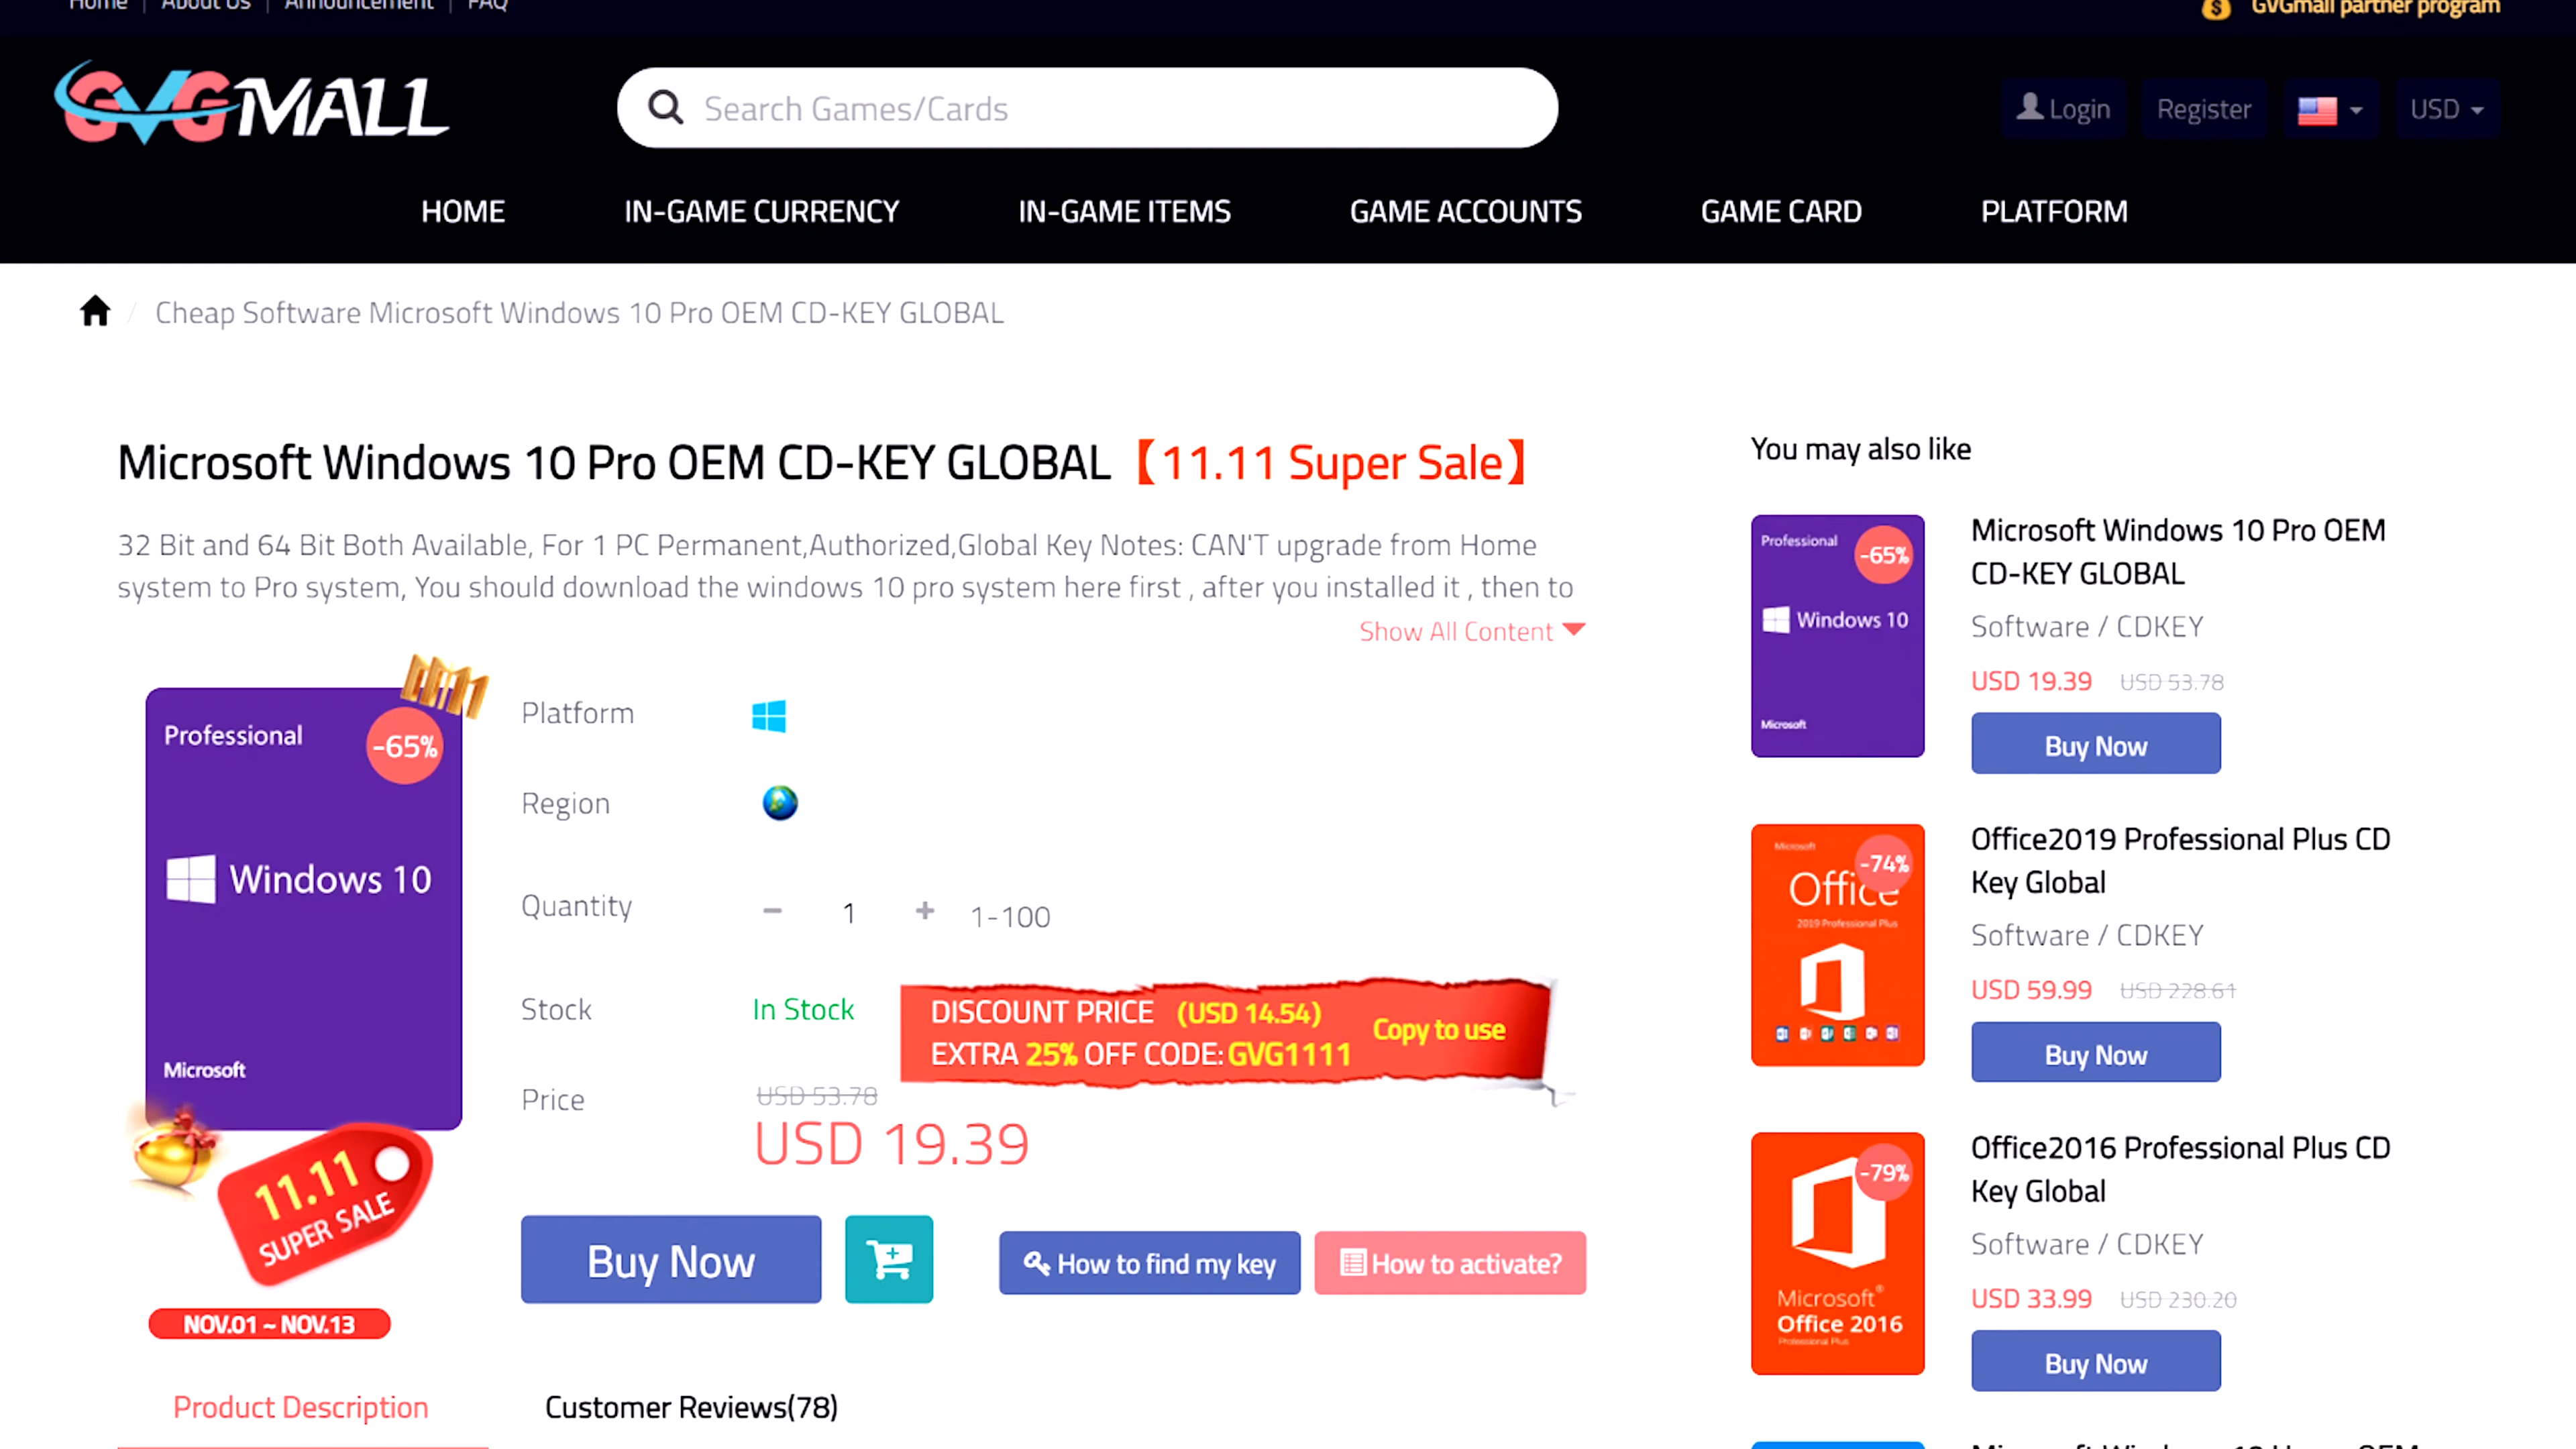 Home | About Us | Announcement | FAQ
GVGmall partner program
GVGMALL
Search Games/Cards
Login
Register
USD
HOME
IN-GAME CURRENCY
IN-GAME ITEMS
GAME ACCOUNTS
GAME CARD
PLATFORM
/ Cheap Software Microsoft Windows 10 Pro OEM CD-KEY GLOBAL
Microsoft Windows 10 Pro OEM CD-KEY GLOBAL【11.11 Super Sale】
32 Bit and 64 Bit Both Available, For 1 PC Permanent,Authorized,Global Key Notes: CAN'T upgrade from Home
system to Pro system, You should download the windows 10 pro system here first , after you installed it , then to
Show All Content
Professional
-65%
Windows 10
Microsoft
11.11
SUPER SALE
NOV.01 ~ NOV.13
Platform
Region
Quantity
− 1 + 1-100
Stock
In Stock
DISCOUNT PRICE (USD 14.54)
EXTRA 25% OFF CODE:GVG1111
Copy to use
Price
USD 53.78
USD 19.39
Buy Now
How to find my key
How to activate?
Product Description
Customer Reviews(78)
You may also like
Professional
-65%
Windows 10
Microsoft
Microsoft Windows 10 Pro OEM
CD-KEY GLOBAL
Software / CDKEY
USD 19.39 USD 53.78
Buy Now
Microsoft
-74%
Office
2019 Professional Plus
Office2019 Professional Plus CD
Key Global
Software / CDKEY
USD 59.99 USD 228.61
Buy Now
-79%
Microsoft®
Office 2016
Professional Plus
Office2016 Professional Plus CD
Key Global
Software / CDKEY
USD 33.99 USD 230.20
Buy Now